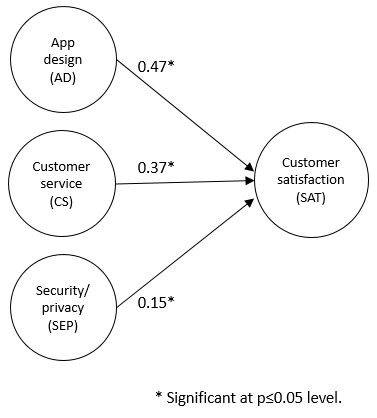 App
design
(AD)
0.47*
Customer
service
(CS)
0.37*
Customer
satisfaction
(SAT)
Security/
privacy
(SEP)
0.15*
* Significant at p≤0.05 level.